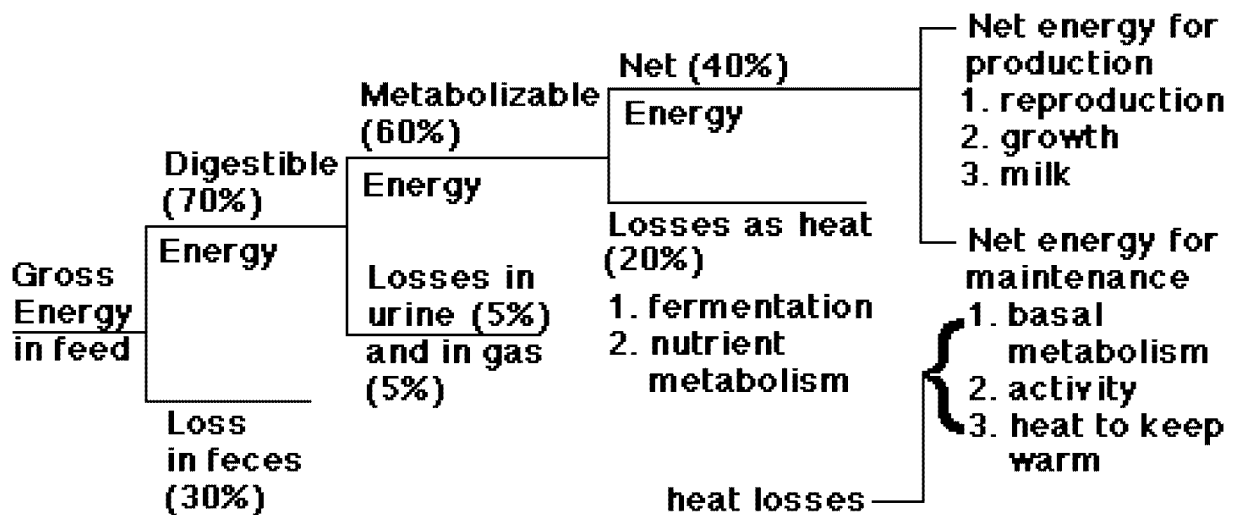 Gross
Energy
in feed
Digestible
(70%)
Energy
Loss
in feces
(30%)
Metabolizable
(60%)
Energy
Losses in
urine (5%)
and in gas
(5%)
Net (40%)
Energy
Losses as heat
(20%)
1. fermentation
2. nutrient
metabolism
Net energy for
production
1. reproduction
2. growth
3. milk
Net energy for
maintenance
1. basal
metabolism
2. activity
3. heat to keep
warm
heat losses